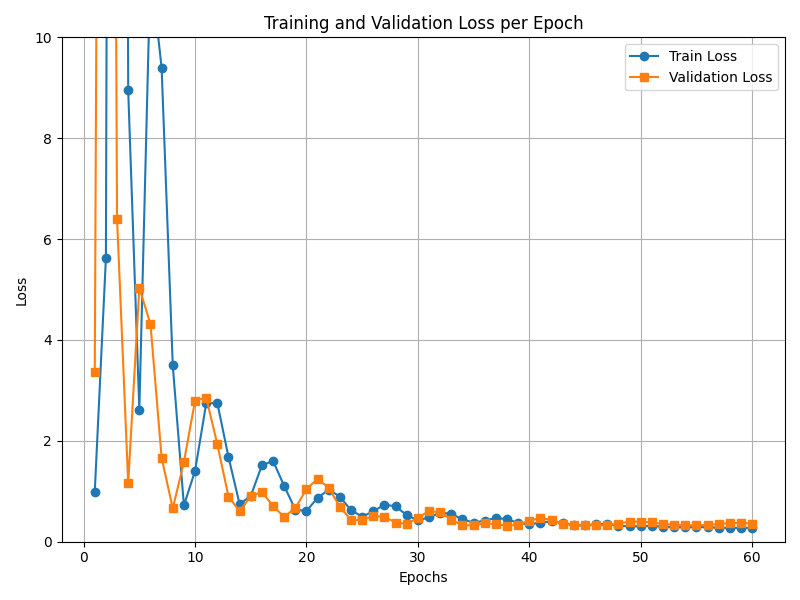 Training and Validation Loss per Epoch
Train Loss
Validation Loss
Loss
10
8
6
4
2
0
0 10 20 30 40 50 60
Epochs